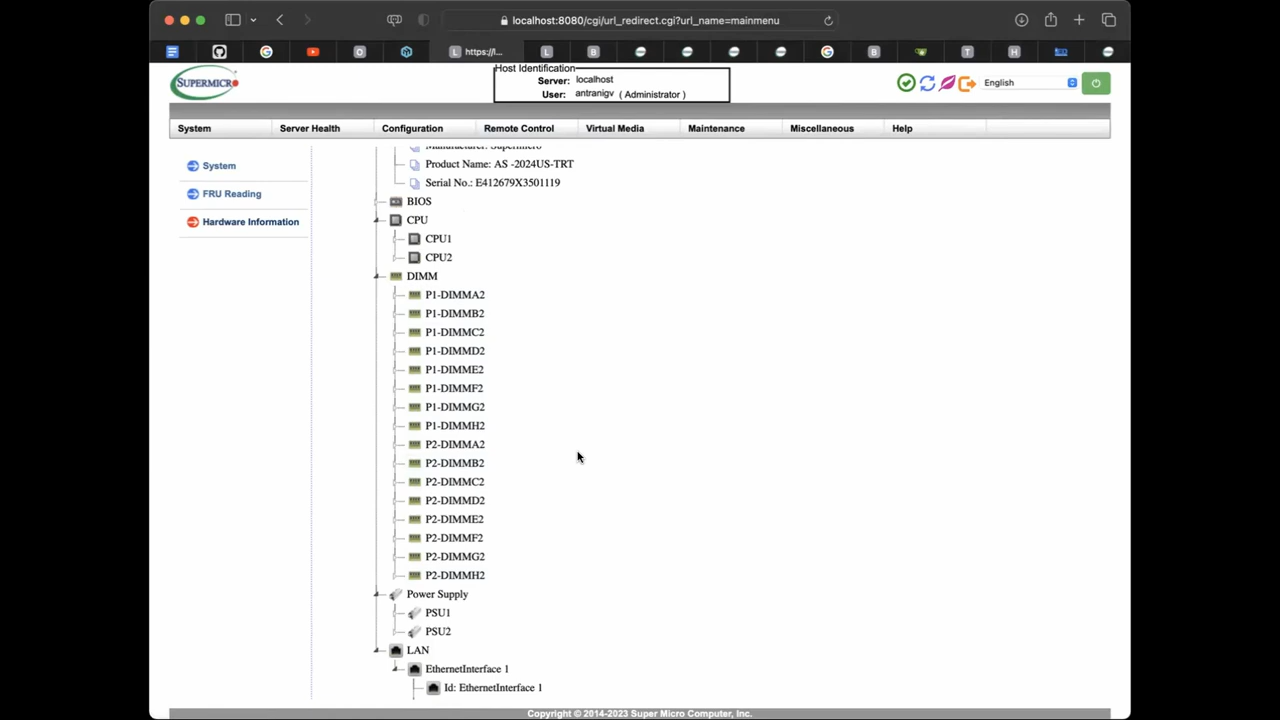 localhost:8080/cgi/url_redirect.cgi?url_name=mainmenu
https://l...
SUPERMICRO
Host Identification
Server: localhost
User: antranigv ( Administrator )
English
System Server Health Configuration Remote Control Virtual Media Maintenance Miscellaneous Help
System
FRU Reading
Hardware Information
Manufacturer: Supermicro
Product Name: AS -2024US-TRT
Serial No.: E412679X3501119
BIOS
CPU
CPU1
CPU2
DIMM
P1-DIMMA2
P1-DIMMB2
P1-DIMMC2
P1-DIMMD2
P1-DIMME2
P1-DIMMF2
P1-DIMMG2
P1-DIMMH2
P2-DIMMA2
P2-DIMMB2
P2-DIMMC2
P2-DIMMD2
P2-DIMME2
P2-DIMMF2
P2-DIMMG2
P2-DIMMH2
Power Supply
PSU1
PSU2
LAN
EthernetInterface 1
Id: EthernetInterface 1
Copyright © 2014-2023 Super Micro Computer, Inc.